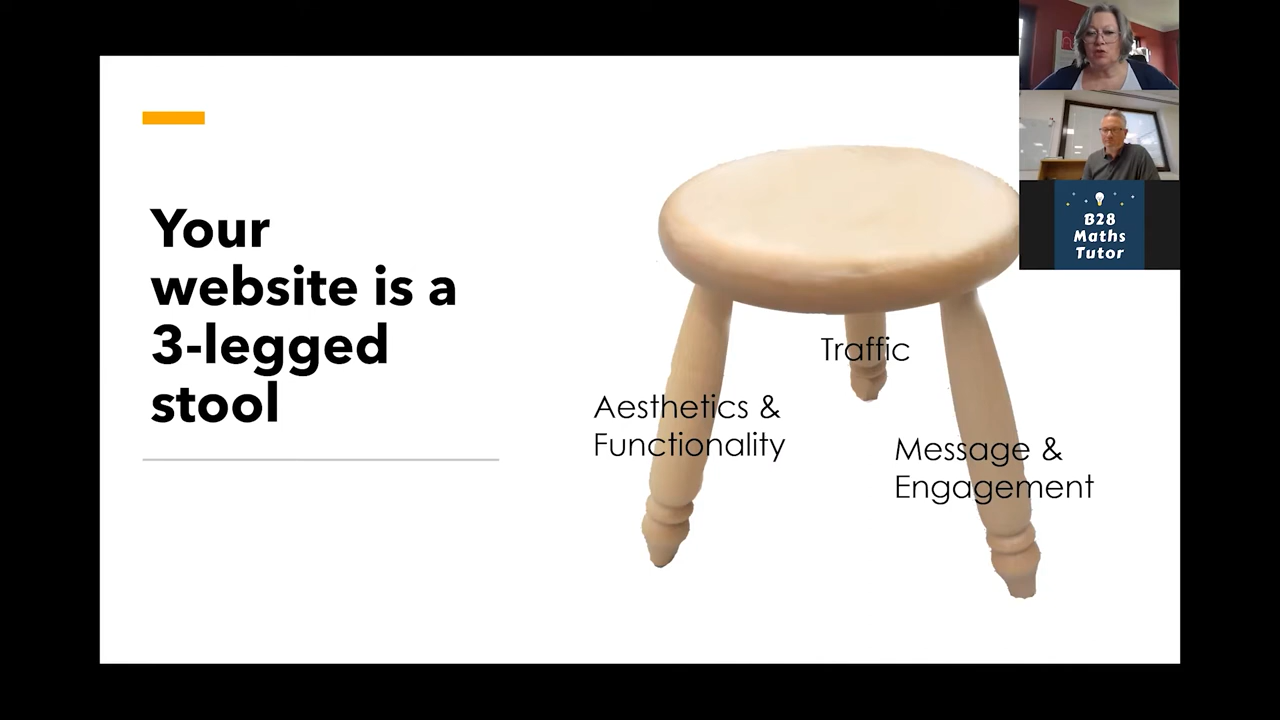 Your
website is a
3-legged
stool
Traffic
Aesthetics &
Functionality
Message &
Engagement
B28
Maths
Tutor